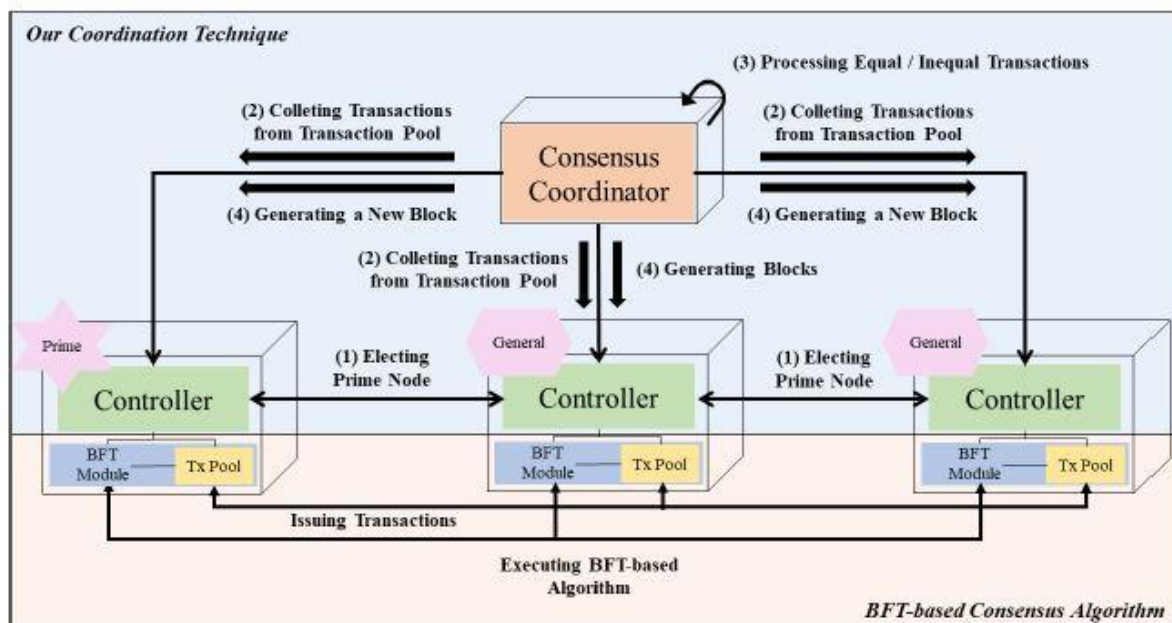 Our Coordination Technique
(3) Processing Equal / Inequal Transactions
(2) Colleting Transactions
from Transaction Pool
(2) Colleting Transactions
from Transaction Pool
Consensus
Coordinator
(4) Generating a New Block
(4) Generating a New Block
(2) Colleting Transactions
from Transaction Pool
(4) Generating Blocks
Prime
General
General
(1) Electing
Prime Node
(1) Electing
Prime Node
Controller
Controller
Controller
BFT
Module
Tx Pool
BFT
Module
Tx Pool
BFT
Module
Tx Pool
Issuing Transactions
Executing BFT-based
Algorithm
BFT-based Consensus Algorithm